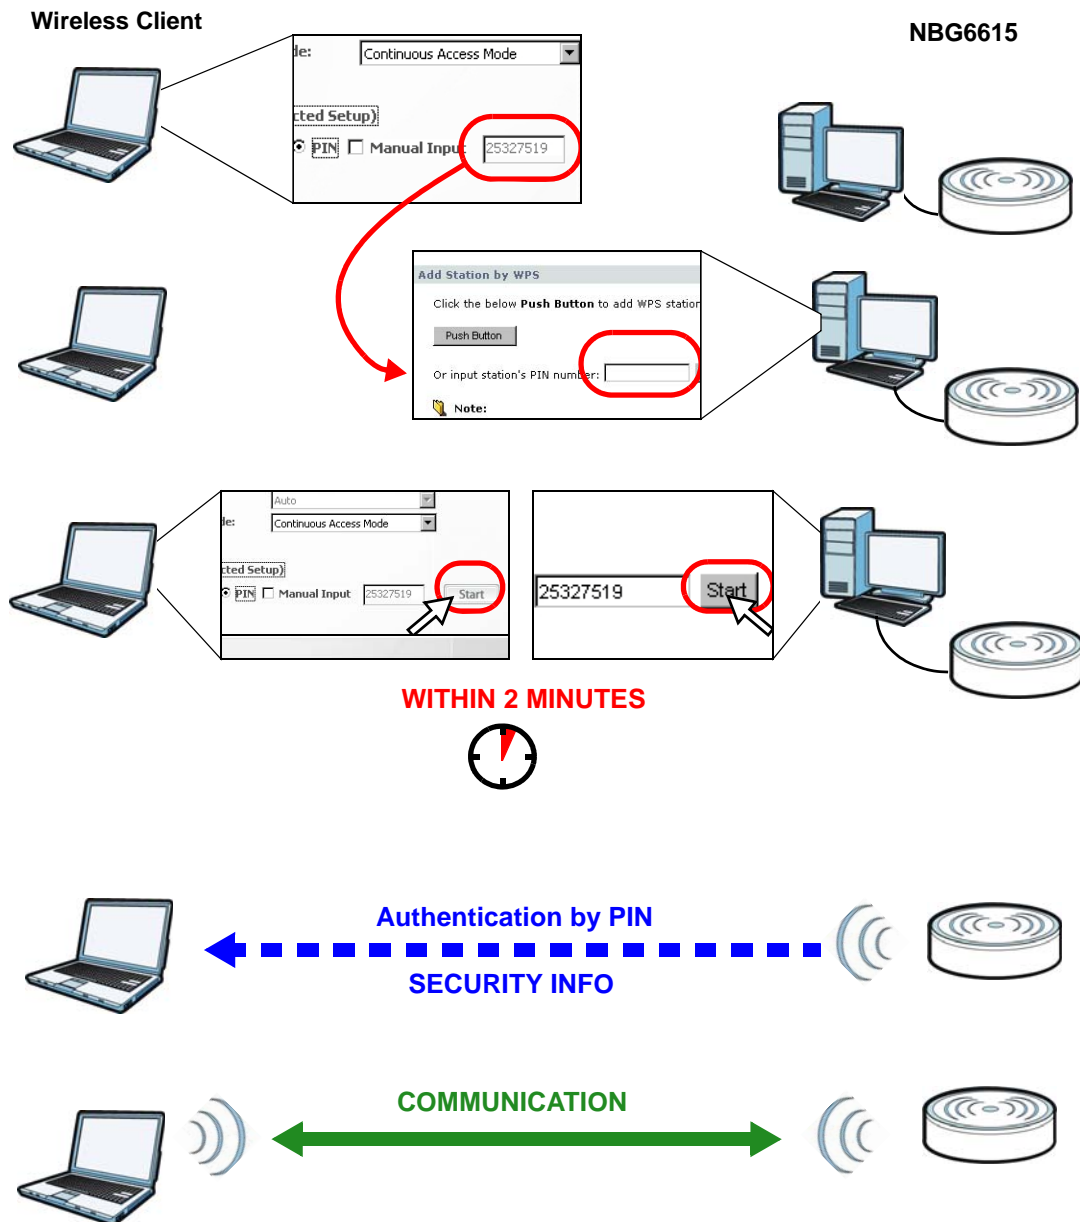 Wireless Client
NBG6615
de:
Continuous Access Mode
cted Setup)
PIN Manual Input 25327519
Add Station by WPS
Click the below Push Button to add WPS station
Push Button
Or input station's PIN number:
Note:
Auto
de:
Continuous Access Mode
cted Setup)
PIN Manual Input 25327519 Start
25327519 Start
WITHIN 2 MINUTES
Authentication by PIN
SECURITY INFO
COMMUNICATION